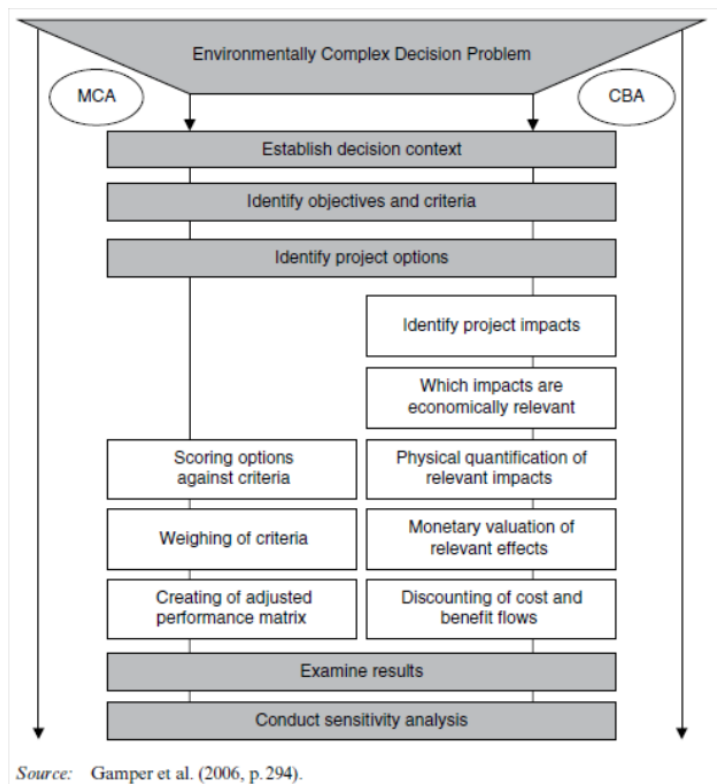 Environmentally Complex Decision Problem
MCA
CBA
Establish decision context
Identify objectives and criteria
Identify project options
Identify project impacts
Which impacts are
economically relevant
Scoring options
against criteria
Physical quantification of
relevant impacts
Weighing of criteria
Monetary valuation of
relevant effects
Creating of adjusted
performance matrix
Discounting of cost and
benefit flows
Examine results
Conduct sensitivity analysis
Source: Gamper et al. (2006, p.294).